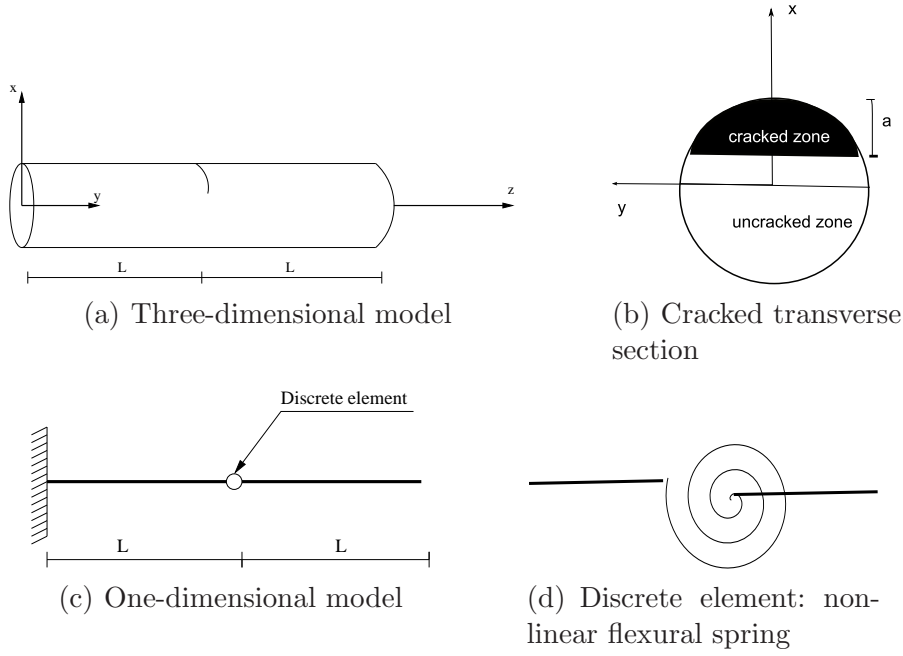 x
y
z
L
L
(a) Three-dimensional model
x
a
cracked zone
y
uncracked zone
(b) Cracked transverse
section
Discrete element
L
L
(c) One-dimensional model
(d) Discrete element: non-
linear flexural spring